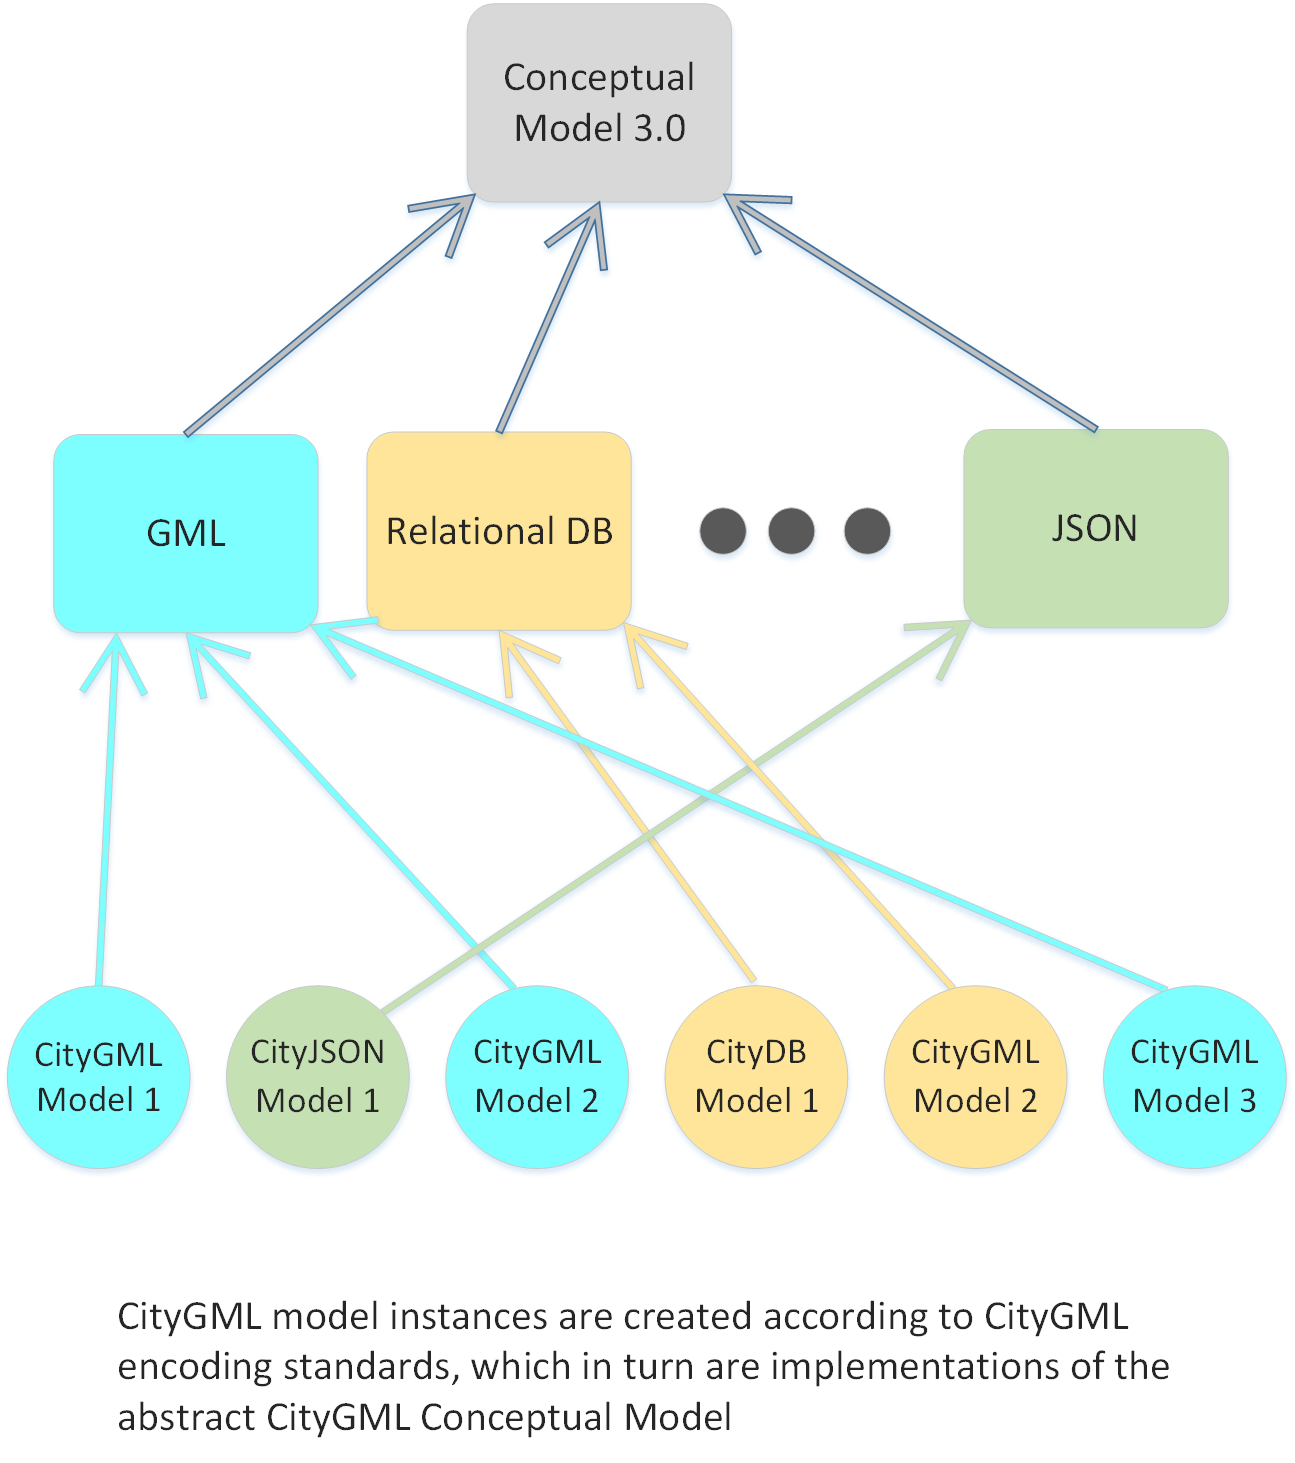 Conceptual
Model 3.0
GML
Relational DB
JSON
CityGML
Model 1
CityJSON
Model 1
CityGML
Model 2
CityDB
Model 1
CityGML
Model 2
CityGML
Model 3
CityGML model instances are created according to CityGML
encoding standards, which in turn are implementations of the
abstract CityGML Conceptual Model